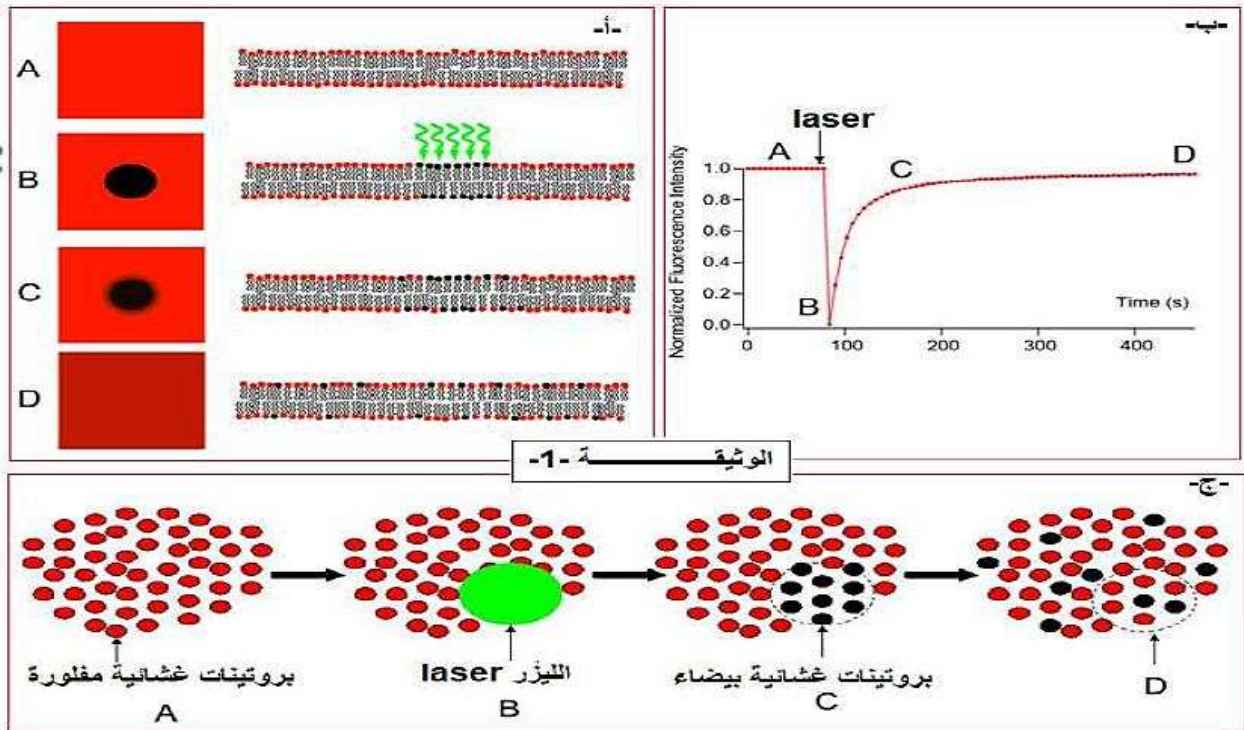 -أ-
A
B
C
D
-ب-
laser
A
C
D
B
1.0
0.8
0.6
0.4
0.2
0.0
Normalized Fluorescence Intensity
Time (s)
0
100
200
300
400
الوثيقـــــــــــة -1-
-ج-
بروتينات غشائية مفلورة
A
الليزر laser
B
بروتينات غشائية بيضاء
C
D